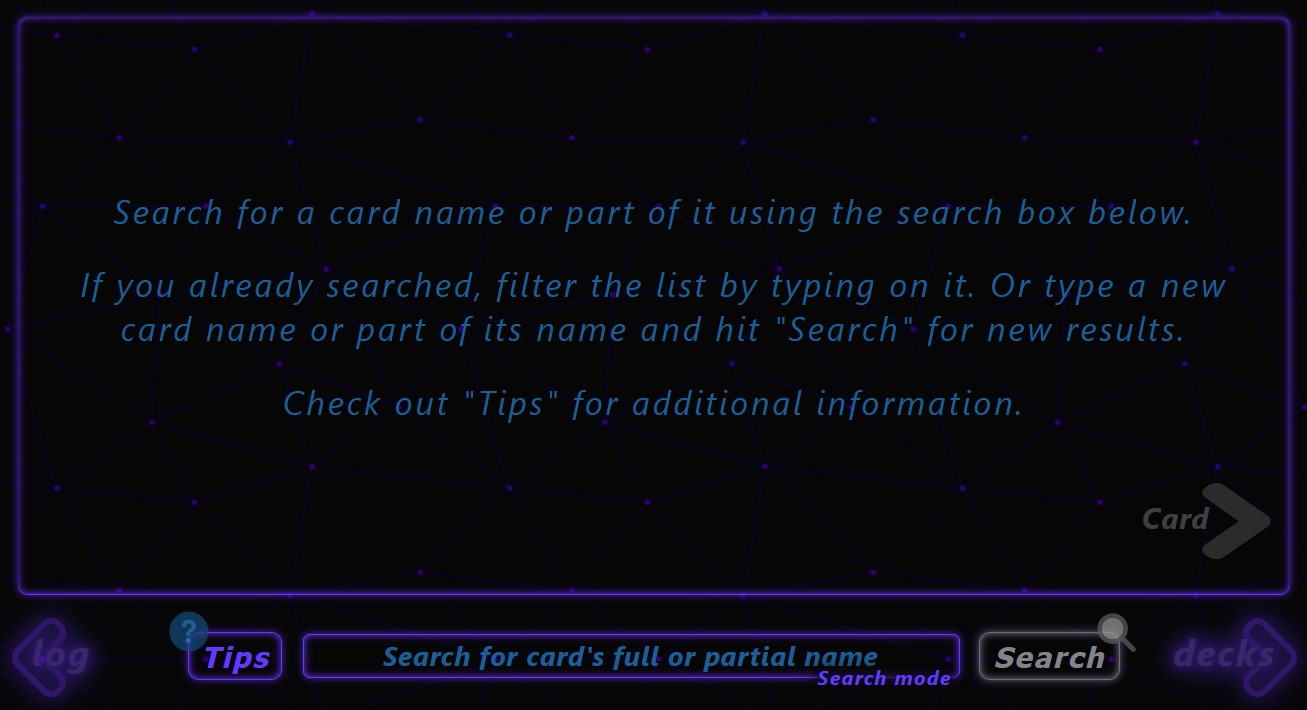 Search for a card name or part of it using the search box below.
If you already searched, filter the list by typing on it. Or type a new
card name or part of its name and hit "Search" for new results.
Check out "Tips" for additional information.
Card
log
?
Tips
Search for card's full or partial name
Search mode
Search
decks